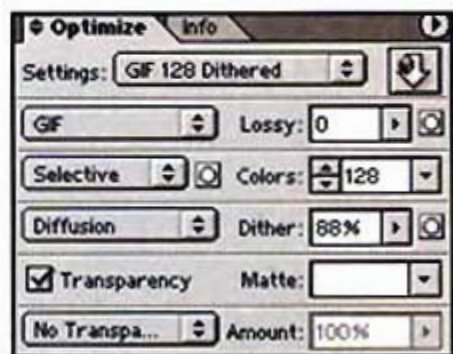 Optimize Info
Settings: GIF 128 Dithered
GIF Lossy: 0
Selective Colors: 128
Diffusion Dither: 88%
Transparency Matte:
No Transpa... Amount: 100%